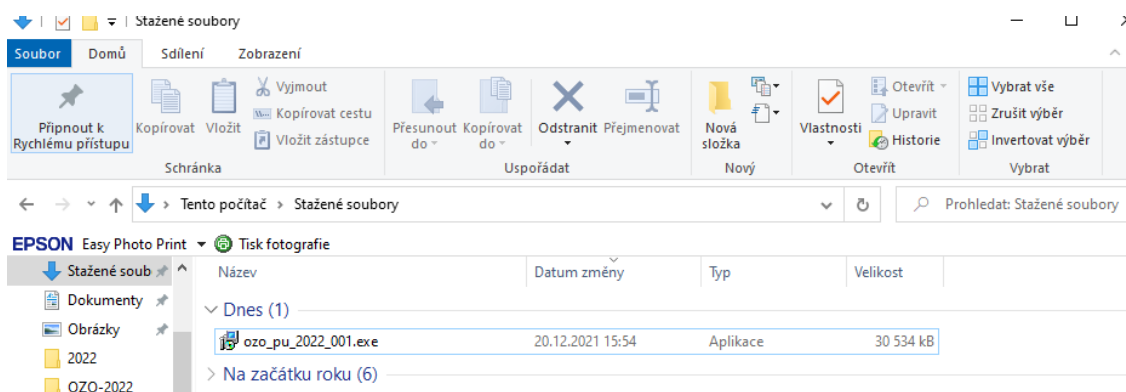 Stažené soubory
Soubor Domů Sdílení Zobrazení
Připnout k Rychlému přístupu
Kopírovat
Vložit
Vyjmout
Kopírovat cestu
Vložit zástupce
Schránka
Přesunout do
Kopírovat do
Odstranit
Přejmenovat
Uspořádat
Nová složka
Nový
Vlastnosti
Otevřít
Upravit
Historie
Otevřít
Vybrat vše
Zrušit výběr
Invertovat výběr
Vybrat
Tento počítač > Stažené soubory
Prohledat: Stažené soubory
EPSON Easy Photo Print Tisk fotografie
Stažené soub
Dokumenty
Obrázky
2022
OZO-2022
Název Datum změny Typ Velikost
Dnes (1)
ozo_pu_2022_001.exe 20.12.2021 15:54 Aplikace 30 534 kB
Na začátku roku (6)